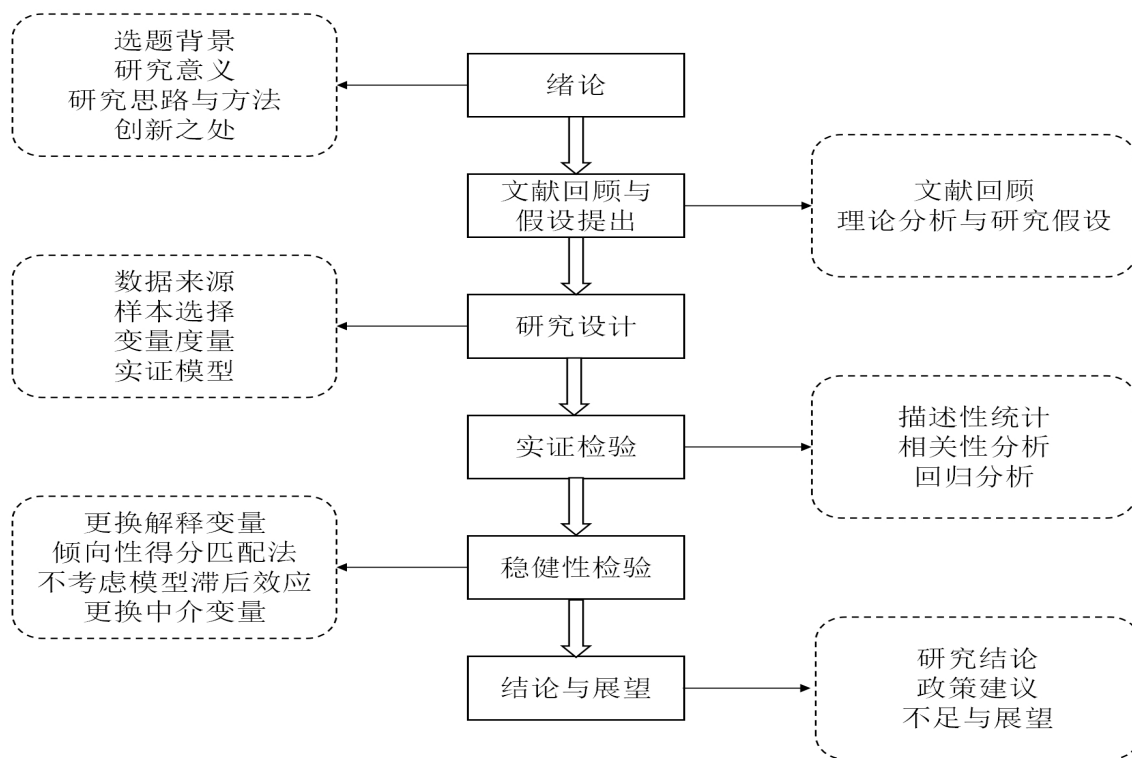 选题背景
研究意义
研究思路与方法
创新之处
绪论
文献回顾与
假设提出
文献回顾
理论分析与研究假设
数据来源
样本选择
变量度量
实证模型
研究设计
实证检验
描述性统计
相关性分析
回归分析
更换解释变量
倾向性得分匹配法
不考虑模型滞后效应
更换中介变量
稳健性检验
结论与展望
研究结论
政策建议
不足与展望